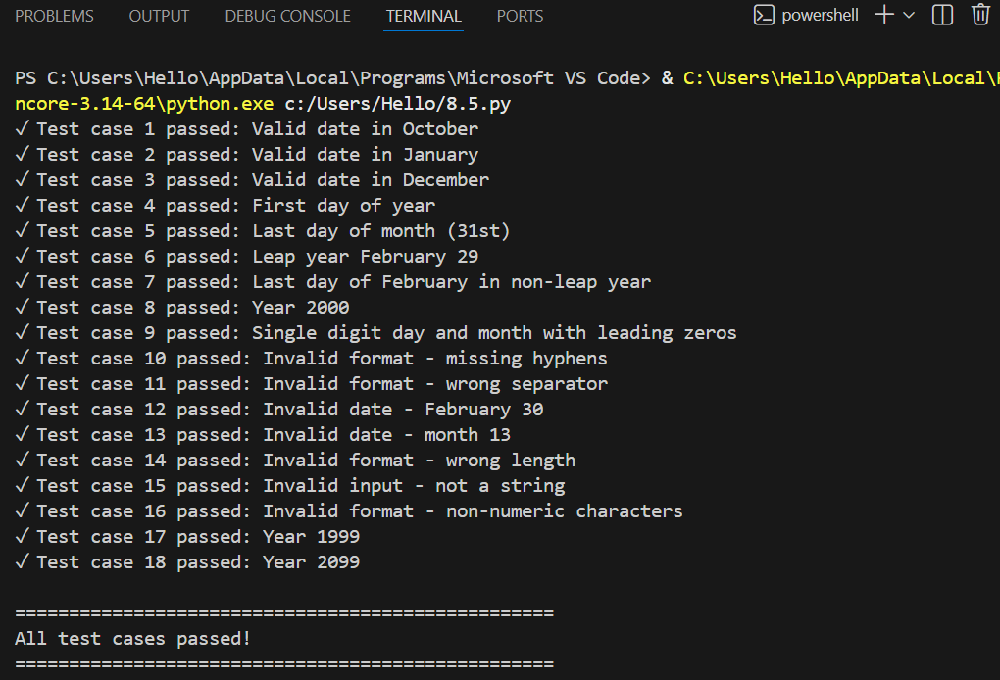 PROBLEMS OUTPUT DEBUG CONSOLE TERMINAL PORTS powershell
PS C:\Users\Hello\AppData\Local\Programs\Microsoft VS Code> & C:\Users\Hello\AppData\Local\
ncore-3.14-64\python.exe c:/Users/Hello/8.5.py
✓ Test case 1 passed: Valid date in October
✓ Test case 2 passed: Valid date in January
✓ Test case 3 passed: Valid date in December
✓ Test case 4 passed: First day of year
✓ Test case 5 passed: Last day of month (31st)
✓ Test case 6 passed: Leap year February 29
✓ Test case 7 passed: Last day of February in non-leap year
✓ Test case 8 passed: Year 2000
✓ Test case 9 passed: Single digit day and month with leading zeros
✓ Test case 10 passed: Invalid format - missing hyphens
✓ Test case 11 passed: Invalid format - wrong separator
✓ Test case 12 passed: Invalid date - February 30
✓ Test case 13 passed: Invalid date - month 13
✓ Test case 14 passed: Invalid format - wrong length
✓ Test case 15 passed: Invalid input - not a string
✓ Test case 16 passed: Invalid format - non-numeric characters
✓ Test case 17 passed: Year 1999
✓ Test case 18 passed: Year 2099
==================================================
All test cases passed!
==================================================